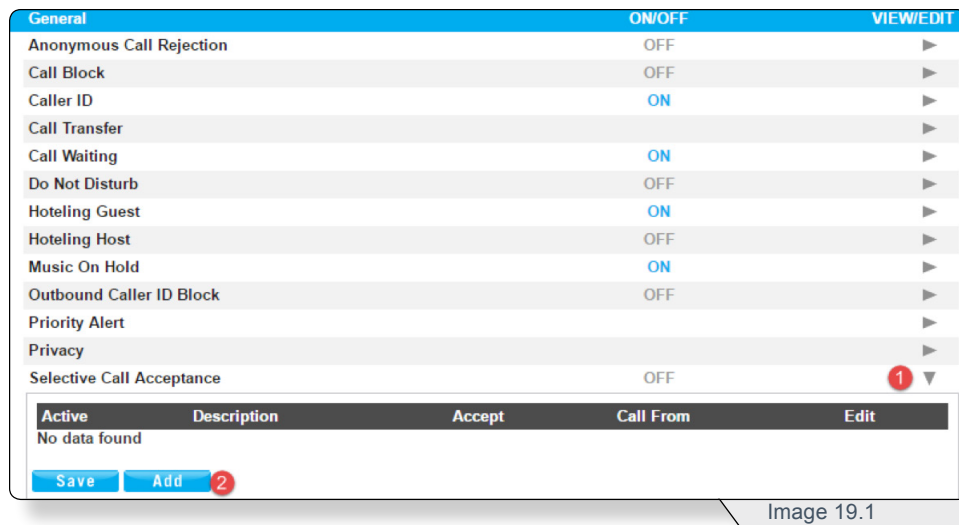 General ON/OFF VIEW/EDIT
Anonymous Call Rejection OFF
Call Block OFF
Caller ID ON
Call Transfer
Call Waiting ON
Do Not Disturb OFF
Hoteling Guest ON
Hoteling Host OFF
Music On Hold ON
Outbound Caller ID Block OFF
Priority Alert
Privacy
Selective Call Acceptance OFF 1
Active Description Accept Call From Edit
No data found
Save Add 2
Image 19.1